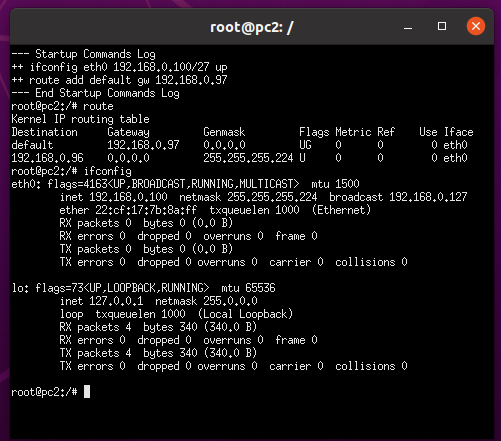 root@pc2: /
--- Startup Commands Log
++ ifconfig eth0 192.168.0.100/27 up
++ route add default gw 192.168.0.97
--- End Startup Commands Log
root@pc2:/# route
Kernel IP routing table
Destination     Gateway         Genmask         Flags Metric Ref    Use Iface
default         192.168.0.97    0.0.0.0         UG    0      0        0 eth0
192.168.0.96    0.0.0.0         255.255.255.224 U     0      0        0 eth0
root@pc2:/# ifconfig
eth0: flags=4163<UP,BROADCAST,RUNNING,MULTICAST>  mtu 1500
        inet 192.168.0.100  netmask 255.255.255.224  broadcast 192.168.0.127
        ether 22:cf:17:7b:8a:ff  txqueuelen 1000  (Ethernet)
        RX packets 0  bytes 0 (0.0 B)
        RX errors 0  dropped 0  overruns 0  frame 0
        TX packets 0  bytes 0 (0.0 B)
        TX errors 0  dropped 0 overruns 0  carrier 0  collisions 0

lo: flags=73<UP,LOOPBACK,RUNNING>  mtu 65536
        inet 127.0.0.1  netmask 255.0.0.0
        loop  txqueuelen 1000  (Local Loopback)
        RX packets 4  bytes 340 (340.0 B)
        RX errors 0  dropped 0  overruns 0  frame 0
        TX packets 4  bytes 340 (340.0 B)
        TX errors 0  dropped 0 overruns 0  carrier 0  collisions 0

root@pc2:/#